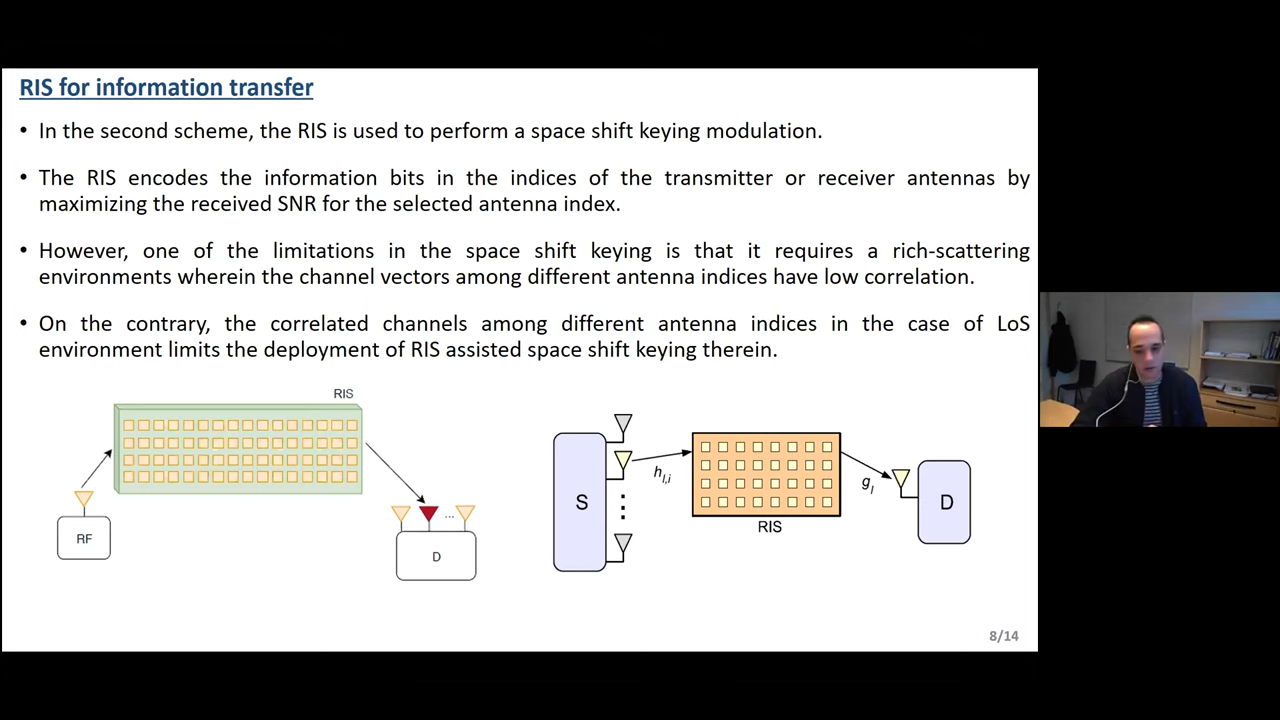 RIS for information transfer
• In the second scheme, the RIS is used to perform a space shift keying modulation.
• The RIS encodes the information bits in the indices of the transmitter or receiver antennas by
maximizing the received SNR for the selected antenna index.
• However, one of the limitations in the space shift keying is that it requires a rich-scattering
environments wherein the channel vectors among different antenna indices have low correlation.
• On the contrary, the correlated channels among different antenna indices in the case of LoS
environment limits the deployment of RIS assisted space shift keying therein.
RIS
RF
...
D
S
h_{l,i}
RIS
g_l
D
8/14